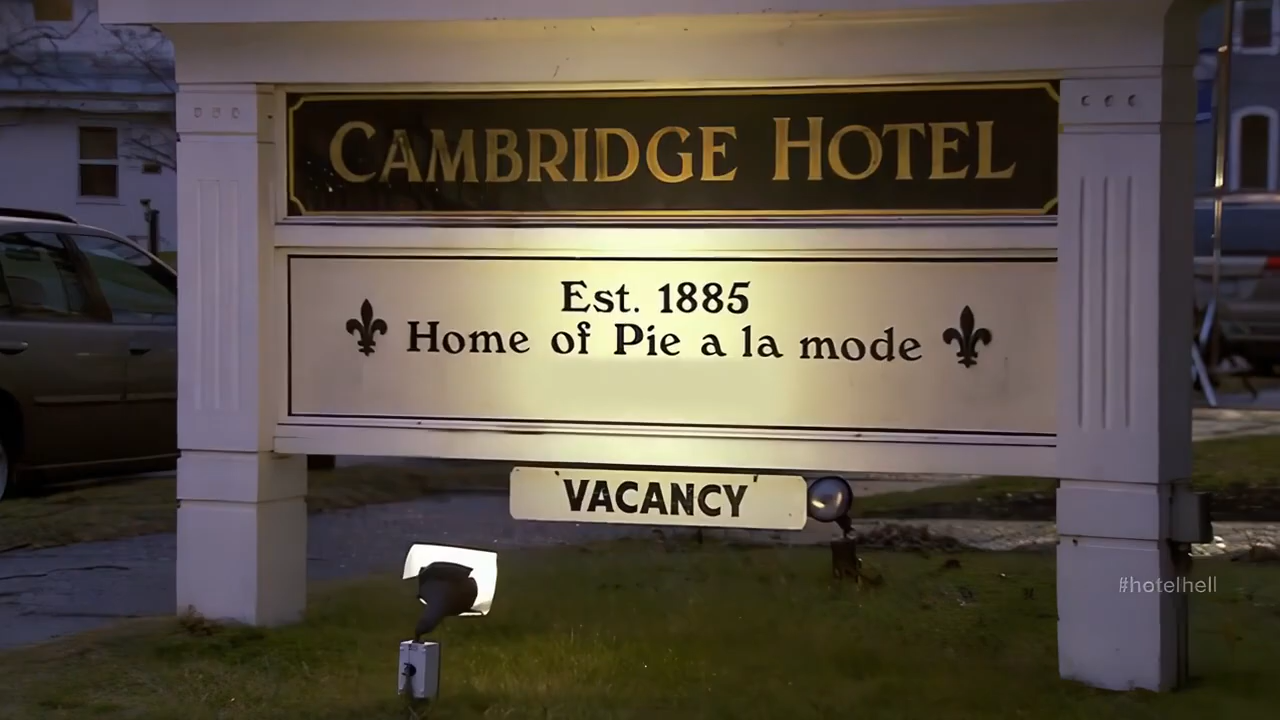 CAMBRIDGE HOTEL
Est. 1885
Home of Pie a la mode
VACANCY
#hotelhell